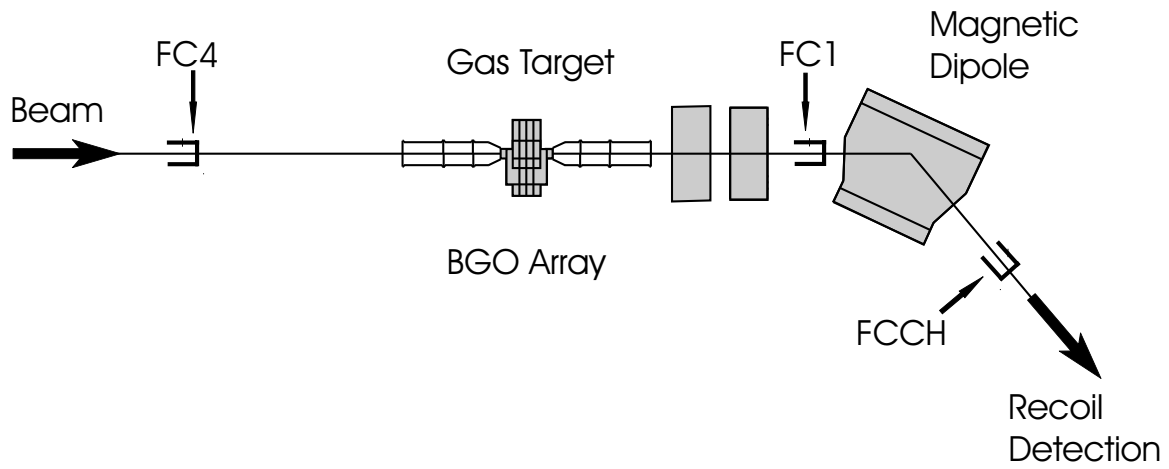 Magnetic
Dipole
FC4
Gas Target
FC1
Beam
BGO Array
FCCH
Recoil
Detection